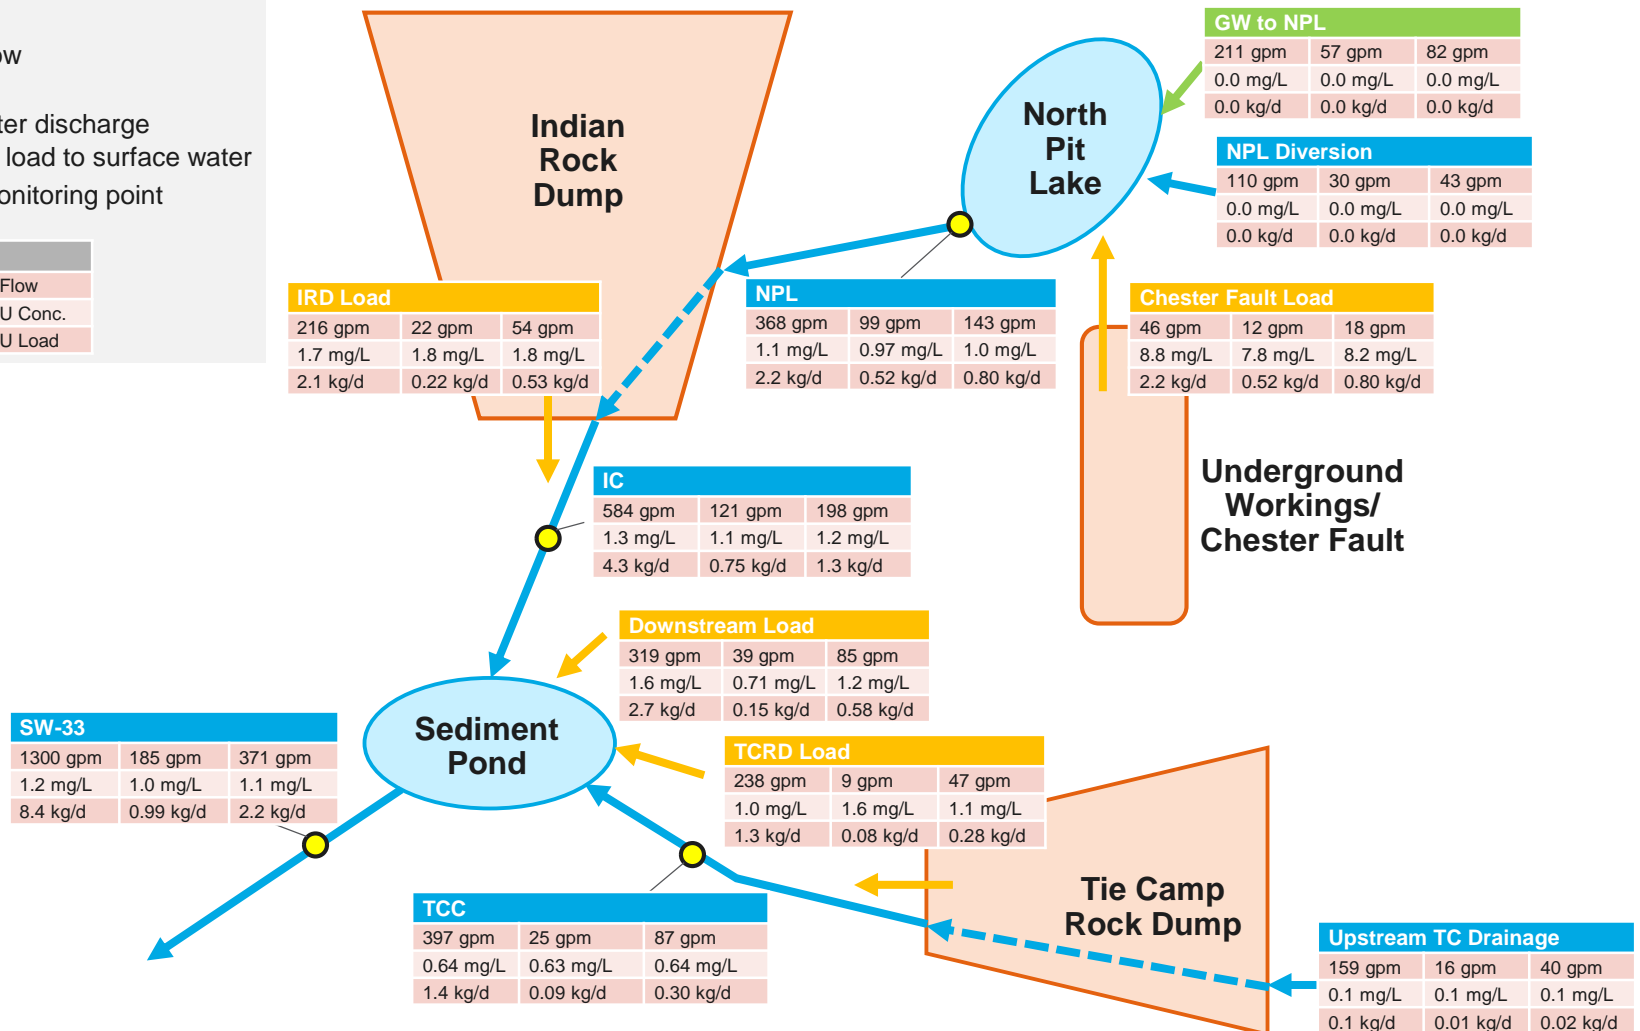 load to surface water
Flow
U Conc.
U Load
Indian
Rock
Dump
North
Pit
Lake
GW to NPL
211 gpm 57 gpm 82 gpm
0.0 mg/L 0.0 mg/L 0.0 mg/L
0.0 kg/d 0.0 kg/d 0.0 kg/d
NPL Diversion
110 gpm 30 gpm 43 gpm
0.0 mg/L 0.0 mg/L 0.0 mg/L
0.0 kg/d 0.0 kg/d 0.0 kg/d
IRD Load
216 gpm 22 gpm 54 gpm
1.7 mg/L 1.8 mg/L 1.8 mg/L
2.1 kg/d 0.22 kg/d 0.53 kg/d
NPL
368 gpm 99 gpm 143 gpm
1.1 mg/L 0.97 mg/L 1.0 mg/L
2.2 kg/d 0.52 kg/d 0.80 kg/d
Chester Fault Load
46 gpm 12 gpm 18 gpm
8.8 mg/L 7.8 mg/L 8.2 mg/L
2.2 kg/d 0.52 kg/d 0.80 kg/d
Underground
Workings/
Chester Fault
IC
584 gpm 121 gpm 198 gpm
1.3 mg/L 1.1 mg/L 1.2 mg/L
4.3 kg/d 0.75 kg/d 1.3 kg/d
Downstream Load
319 gpm 39 gpm 85 gpm
1.6 mg/L 0.71 mg/L 1.2 mg/L
2.7 kg/d 0.15 kg/d 0.58 kg/d
Sediment
Pond
SW-33
1300 gpm 185 gpm 371 gpm
1.2 mg/L 1.0 mg/L 1.1 mg/L
8.4 kg/d 0.99 kg/d 2.2 kg/d
TCRD Load
238 gpm 9 gpm 47 gpm
1.0 mg/L 1.6 mg/L 1.1 mg/L
1.3 kg/d 0.08 kg/d 0.28 kg/d
Tie Camp
Rock Dump
TCC
397 gpm 25 gpm 87 gpm
0.64 mg/L 0.63 mg/L 0.64 mg/L
1.4 kg/d 0.09 kg/d 0.30 kg/d
Upstream TC Drainage
159 gpm 16 gpm 40 gpm
0.1 mg/L 0.1 mg/L 0.1 mg/L
0.1 kg/d 0.01 kg/d 0.02 kg/d
ow
ter discharge
onitoring point